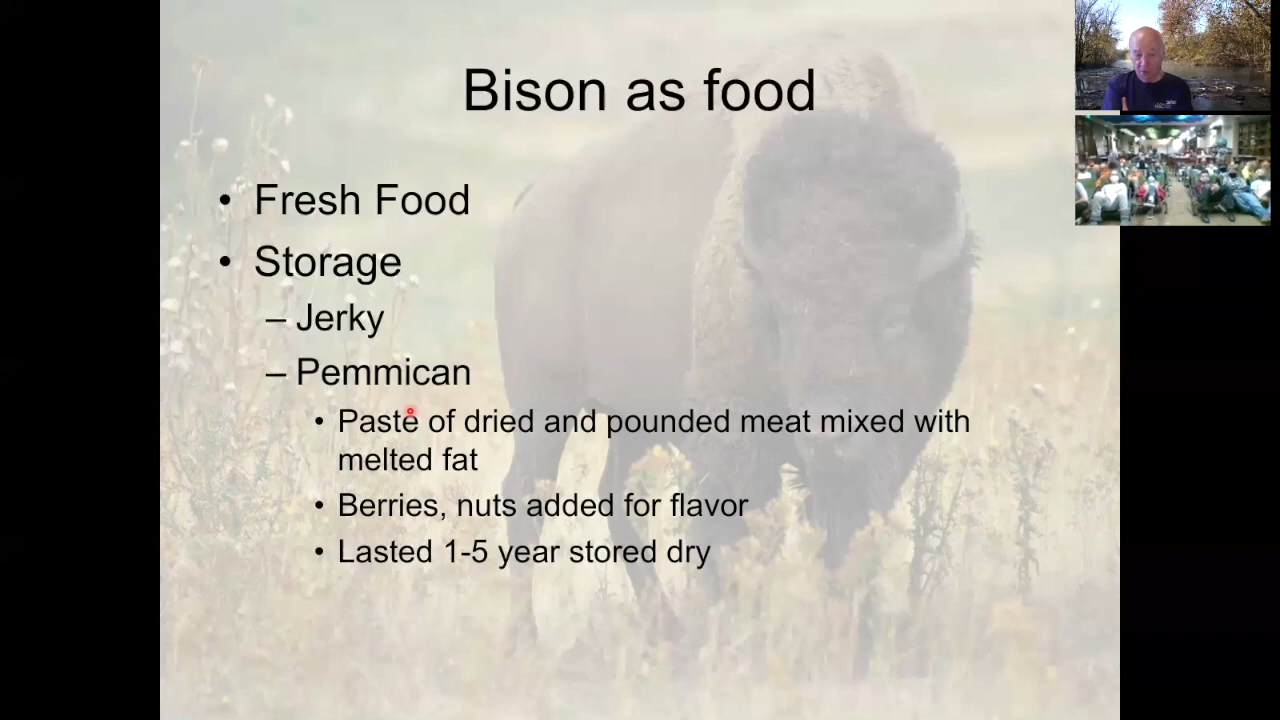 Bison as food
• Fresh Food
• Storage
– Jerky
– Pemmican
• Paste of dried and pounded meat mixed with
melted fat
• Berries, nuts added for flavor
• Lasted 1-5 year stored dry